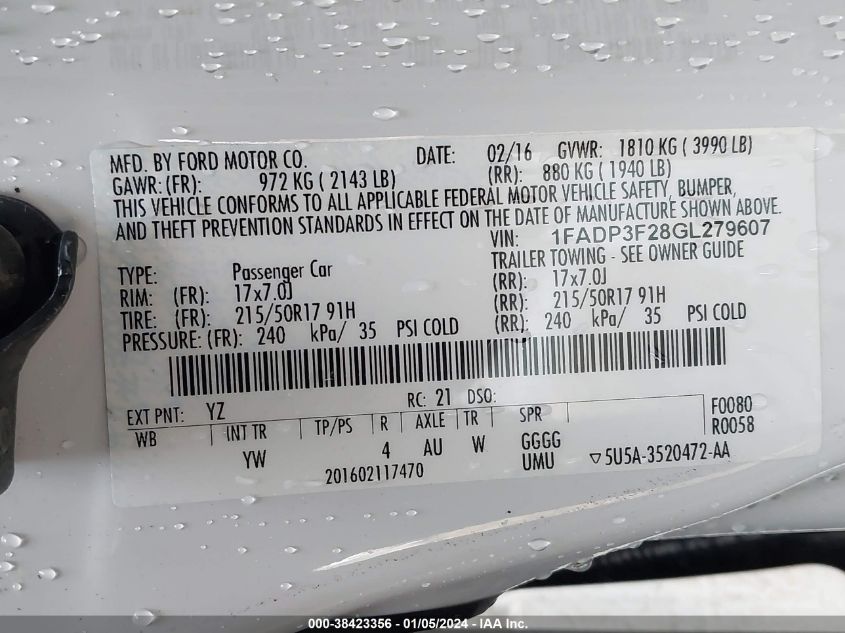 MFD. BY FORD MOTOR CO. DATE: 02/16 GVWR: 1810 KG ( 3990 LB)
GAWR: (FR): 972 KG ( 2143 LB) (RR): 880 KG ( 1940 LB)
THIS VEHICLE CONFORMS TO ALL APPLICABLE FEDERAL MOTOR VEHICLE SAFETY, BUMPER,
AND THEFT PREVENTION STANDARDS IN EFFECT ON THE DATE OF MANUFACTURE SHOWN ABOVE.
VIN: 1FADP3F28GL279607
TYPE: Passenger Car TRAILER TOWING - SEE OWNER GUIDE
RIM: (FR): 17x7.0J (RR): 17x7.0J
TIRE: (FR): 215/50R17 91H (RR): 215/50R17 91H
PRESSURE: (FR): 240 kPa/ 35 PSI COLD (RR): 240 kPa/ 35 PSI COLD
EXT PNT: YZ RC: 21 DSO: F0080
WB INT TR TP/PS R AXLE TR SPR R0058
YW 4 AU W GGGG
UMU ▽5U5A-3520472-AA
201602117470
000-38423356 - 01/05/2024 - IAA Inc.